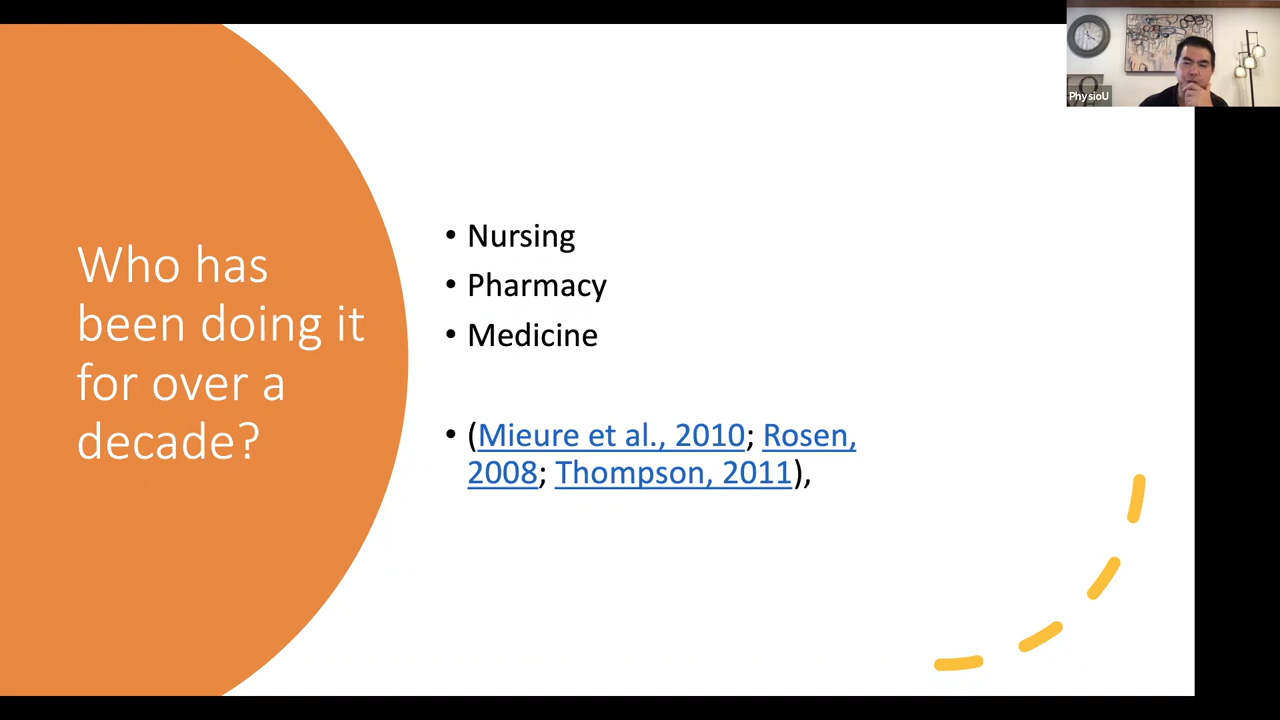 PhysioU
Who has
been doing it
for over a
decade?
• Nursing
• Pharmacy
• Medicine
• (Mieure et al., 2010; Rosen,
2008; Thompson, 2011),